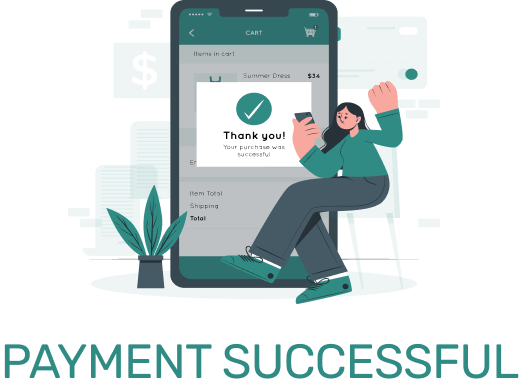 CART
Items in cart
$
Summer Dress $34
Thank you!
Your purchase was
successful
Item Total
Shipping
Total
PAYMENT SUCCESSFUL